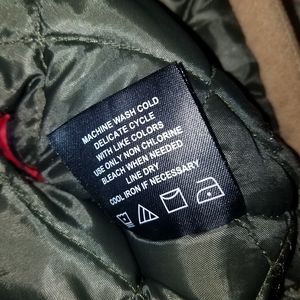 MACHINE WASH COLD
DELICATE CYCLE
WITH LIKE COLORS
USE ONLY NON CHLORINE
BLEACH WHEN NEEDED
LINE DRY
COOL IRON IF NECESSARY